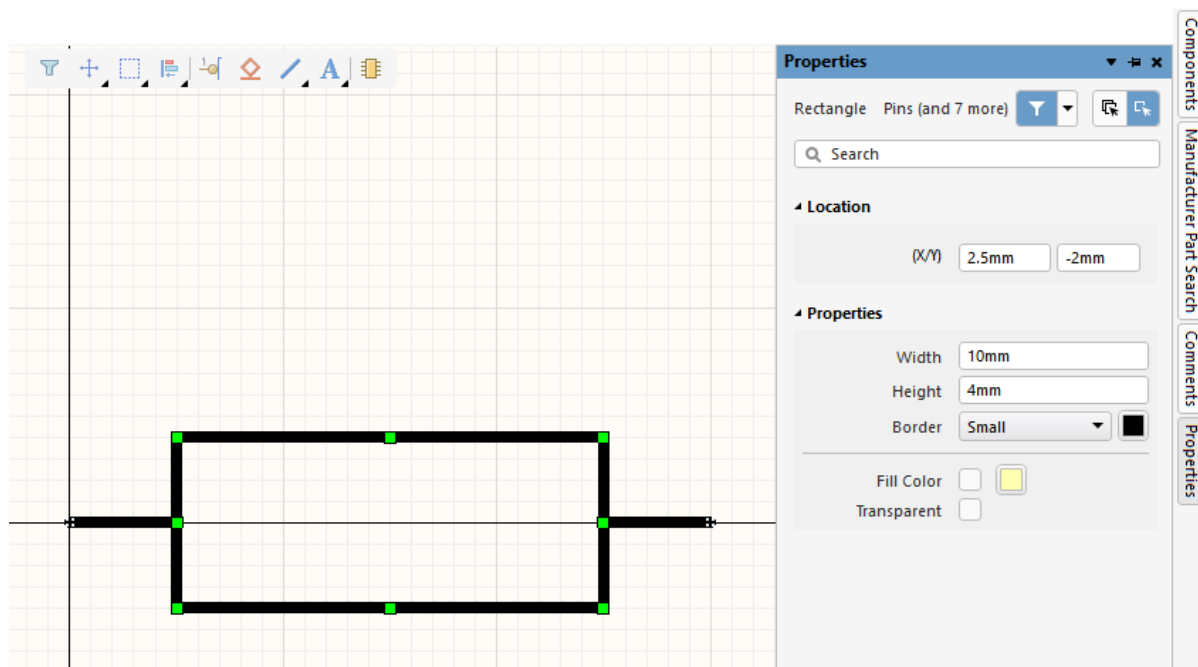 Properties
Rectangle Pins (and 7 more)
Search
Location
(X/Y) 2.5mm -2mm
Properties
Width 10mm
Height 4mm
Border Small
Fill Color
Transparent
Components
Manufacturer Part Search
Comments
Properties
A